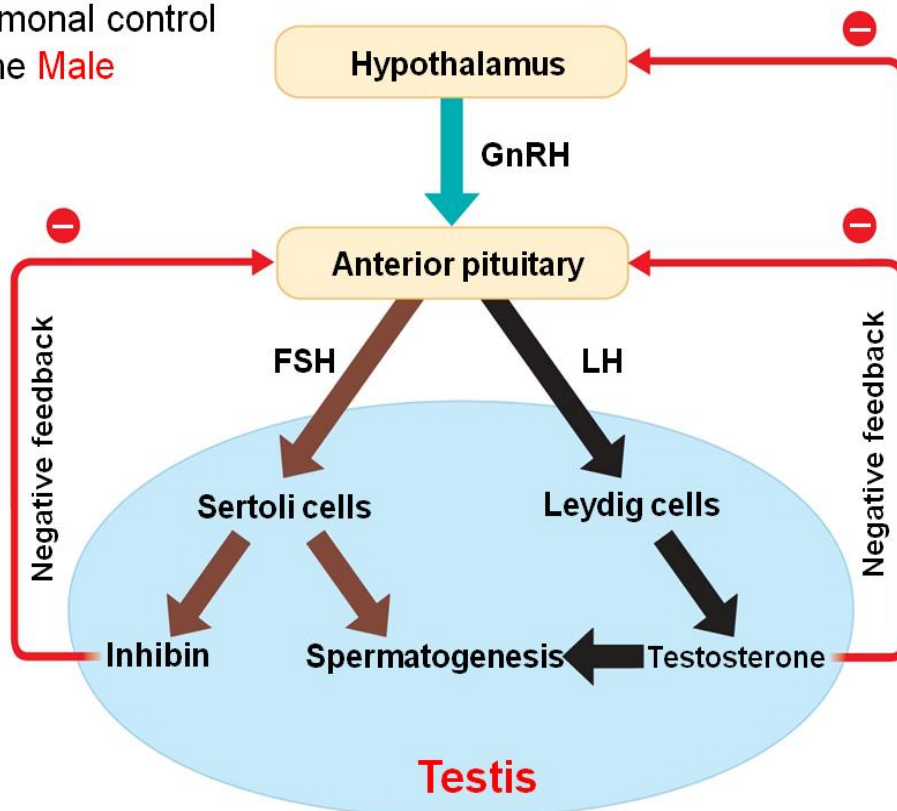 monal control
ne Male
Hypothalamus
GnRH
Anterior pituitary
FSH
LH
Negative feedback
Negative feedback
Sertoli cells
Leydig cells
Inhibin
Spermatogenesis
Testosterone
Testis